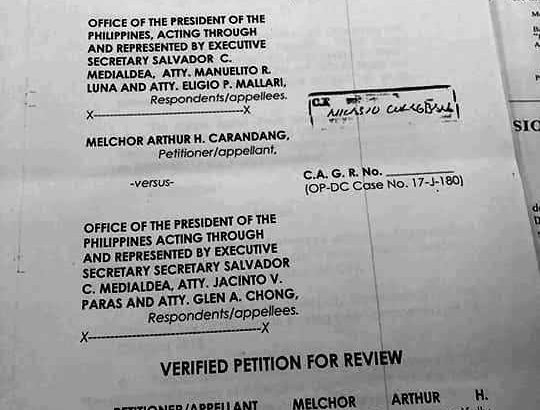 OFFICE OF THE PRESIDENT OF THE
PHILIPPINES, ACTING THROUGH
AND REPRESENTED BY EXECUTIVE
SECRETARY SALVADOR C.
MEDIALDEA, ATTY. MANUELITO R.
LUNA AND ATTY. ELIGIO P. MALLARI,
Respondents/appellees.
X-----------------------------------X
MELCHOR ARTHUR H. CARANDANG,
Petitioner/appellant,
-versus-
C.A. G. R. No. ____________
(OP-DC Case No. 17-J-180)
OFFICE OF THE PRESIDENT OF THE
PHILIPPINES ACTING THROUGH
AND REPRESENTED BY EXECUTIVE
SECRETARY SECRETARY SALVADOR
C. MEDIALDEA, ATTY. JACINTO V.
PARAS AND ATTY. GLEN A. CHONG,
Respondents/appellees.
X-----------------------------------X
VERIFIED PETITION FOR REVIEW
PETITIONER/APPELLANT MELCHOR ARTHUR H.